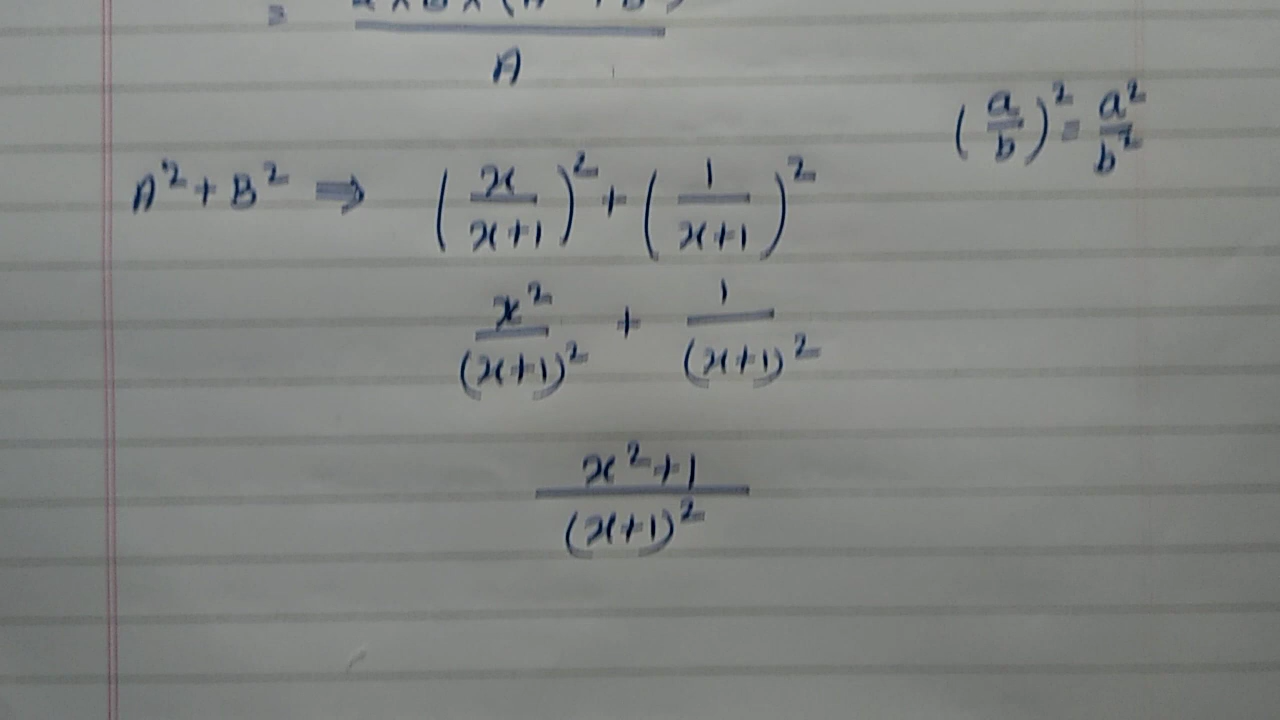 =
A
(a/b)² = a²/b²
A² + B² ⇒ (x/(x+1))² + (1/(x+1))²
x²/(x+1)² + 1/(x+1)²
(x²+1)/(x+1)²